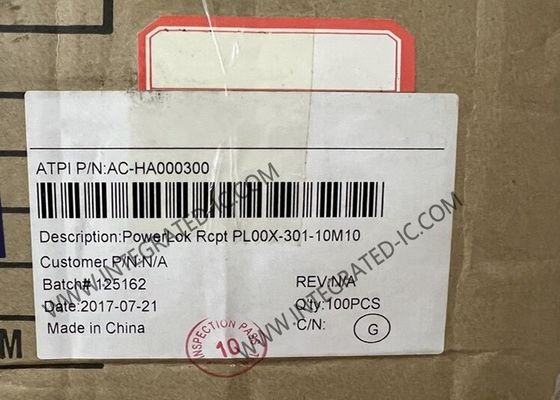 ATPI P/N:AC-HA000300
Description:PowerLok Rcpt PL00X-301-10M10
Customer P/N:N/A
Batch#:125162 REV:N/A
Date:2017-07-21 Q'ty:100PCS
Made in China C/N: G
INSPECTION PASS
10
M
WWW.INTEGRATED-IC.COM
WWW.INTEGRATED-IC.COM